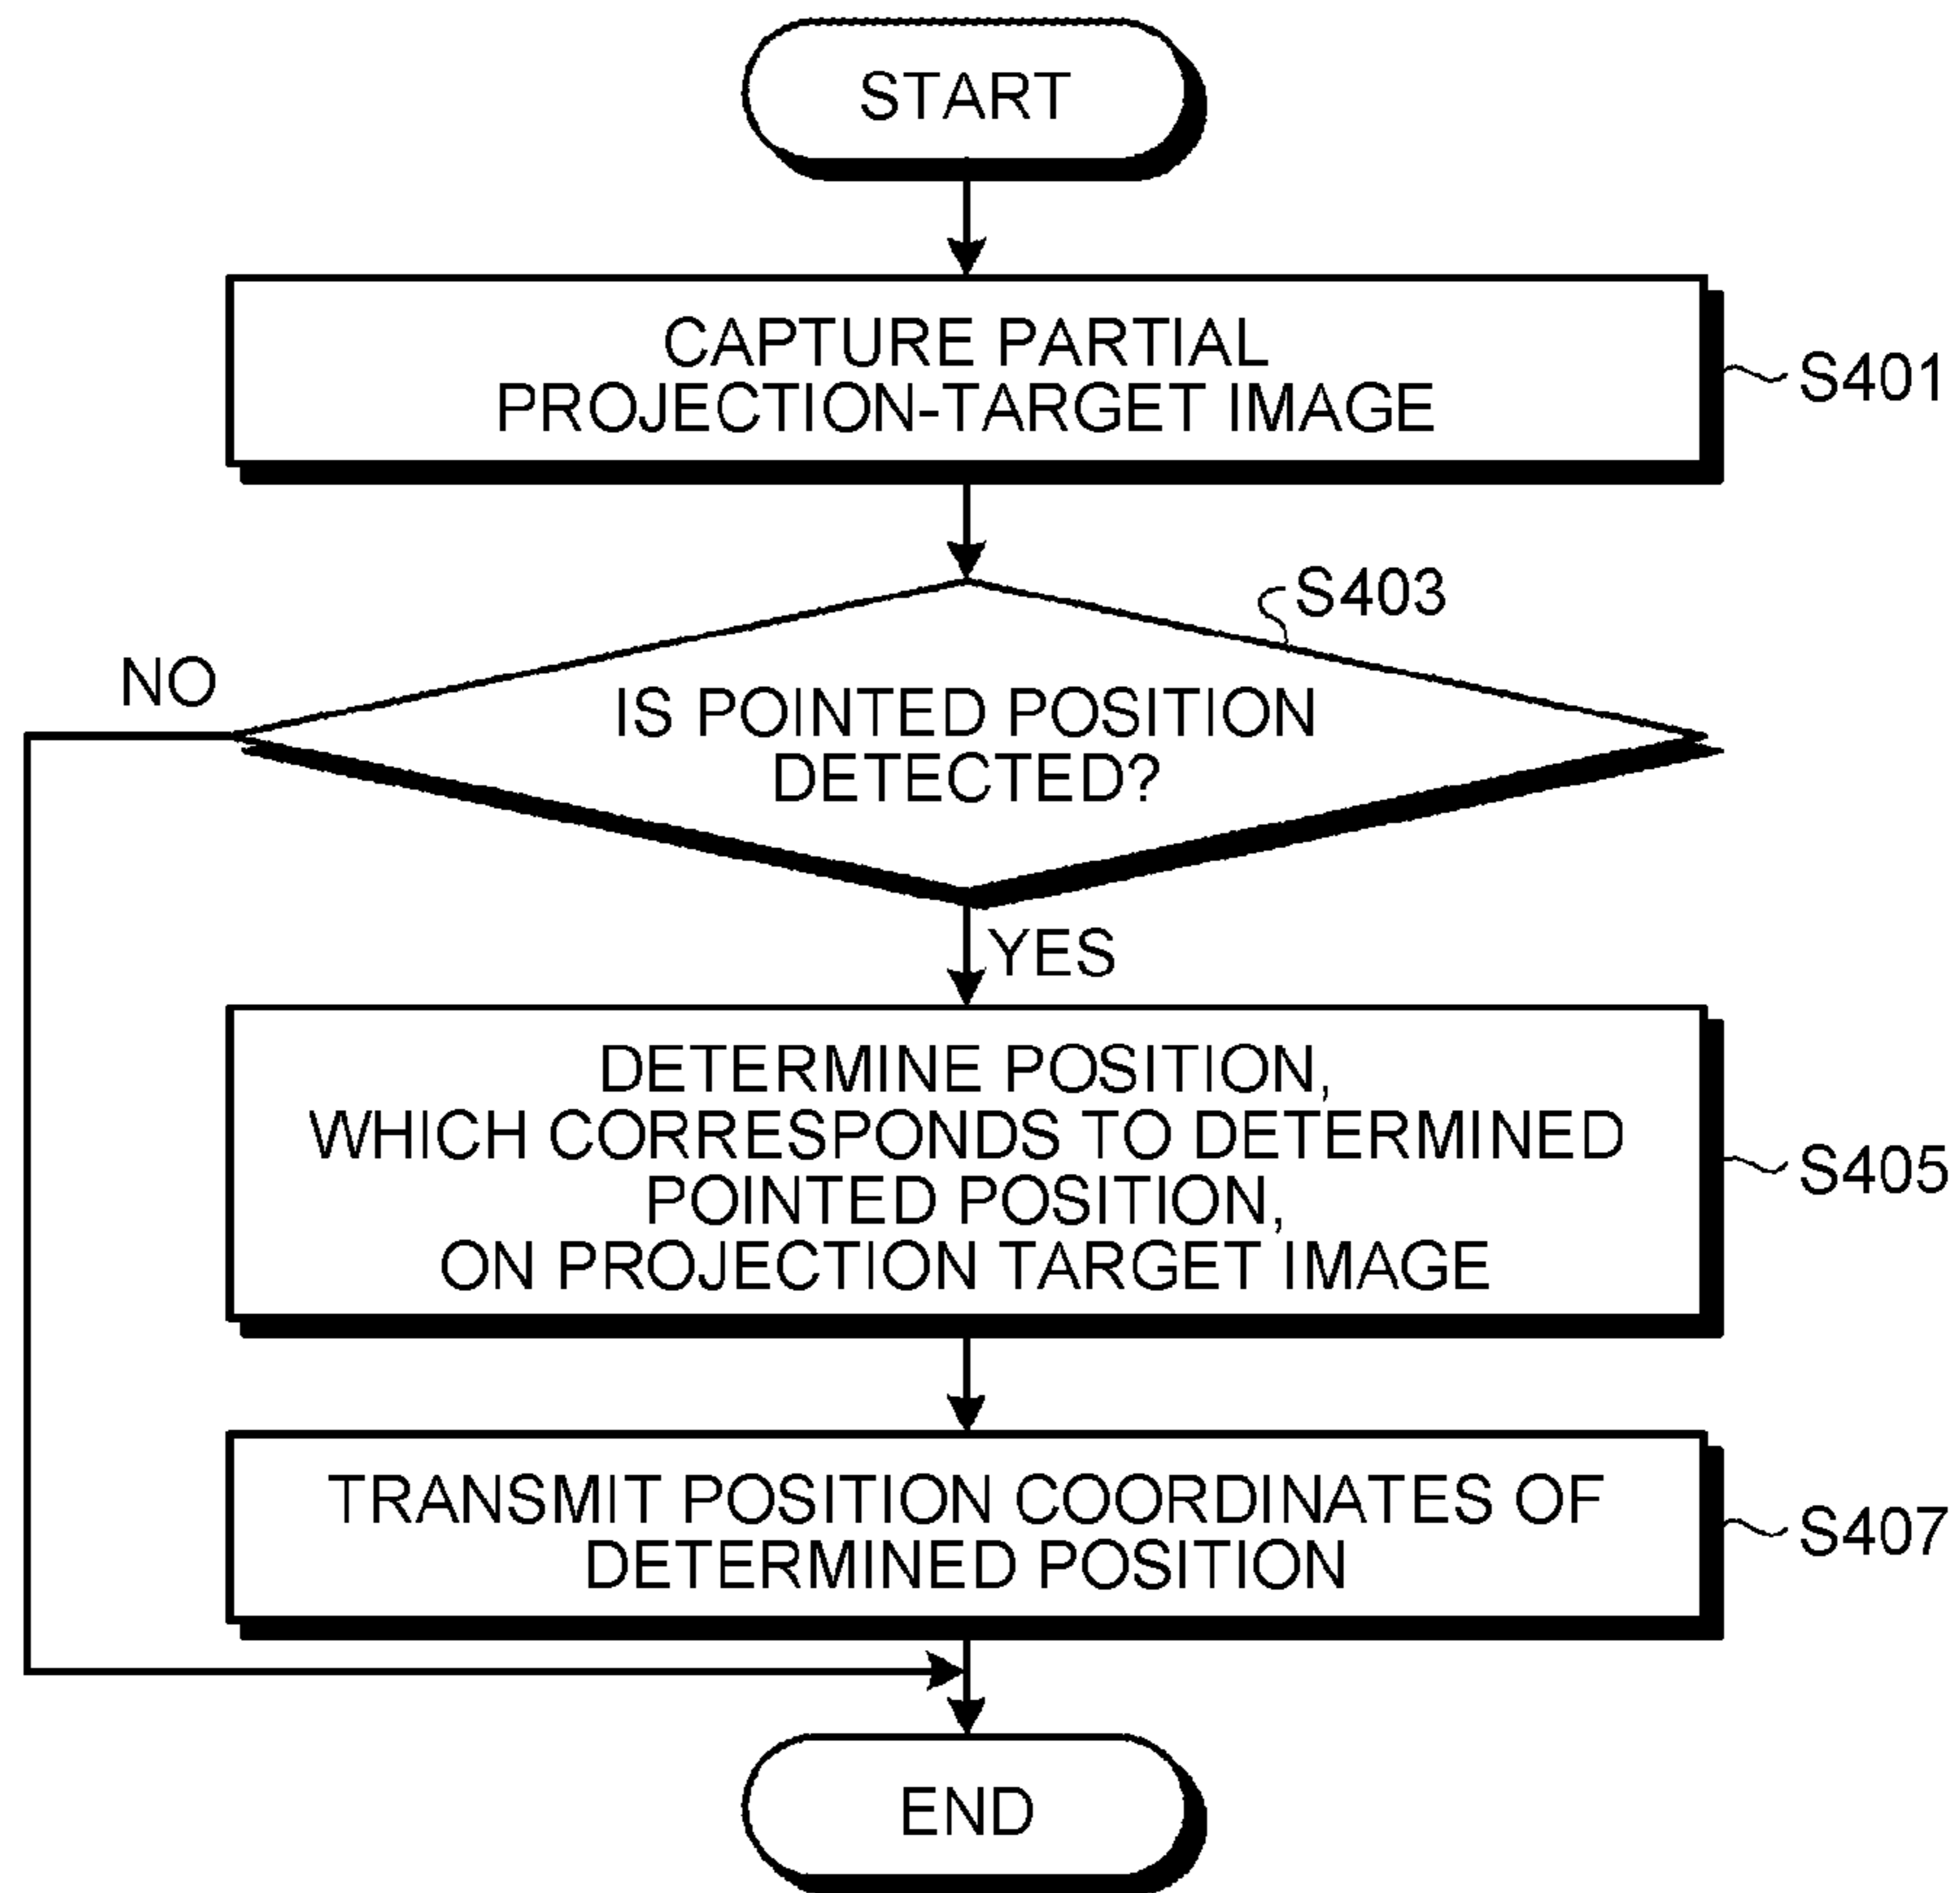 START
CAPTURE PARTIAL
PROJECTION-TARGET IMAGE
S401
S403
NO
IS POINTED POSITION
DETECTED?
YES
DETERMINE POSITION,
WHICH CORRESPONDS TO DETERMINED
POINTED POSITION,
ON PROJECTION TARGET IMAGE
S405
TRANSMIT POSITION COORDINATES OF
DETERMINED POSITION
S407
END